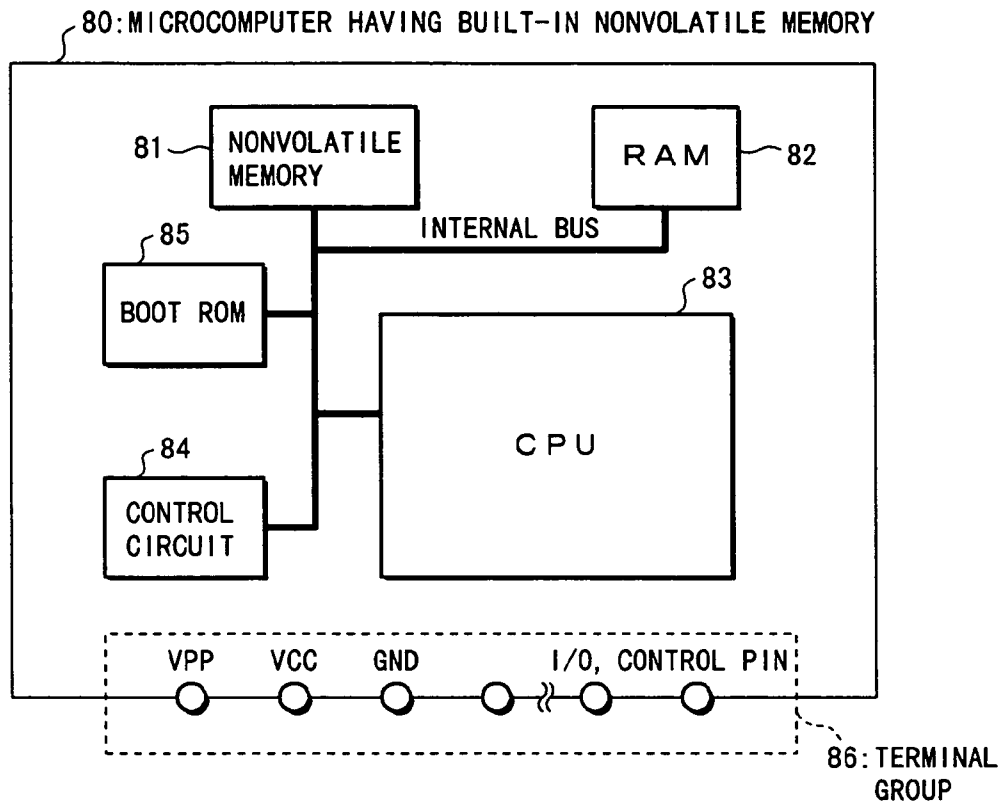 80:MICROCOMPUTER HAVING BUILT-IN NONVOLATILE MEMORY
81
NONVOLATILE
MEMORY
RAM
82
INTERNAL BUS
85
BOOT ROM
83
CPU
84
CONTROL
CIRCUIT
VPP VCC GND I/O, CONTROL PIN
86:TERMINAL
GROUP